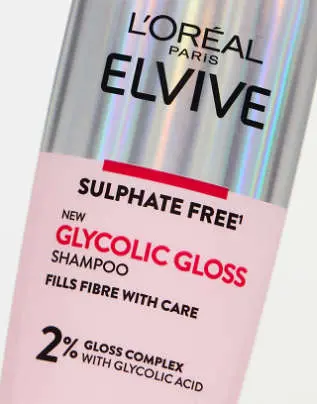 L'ORÉAL
PARIS
ELVIVE
SULPHATE FREE¹
NEW
GLYCOLIC GLOSS
SHAMPOO
FILLS FIBRE WITH CARE
2% GLOSS COMPLEX
WITH GLYCOLIC ACID